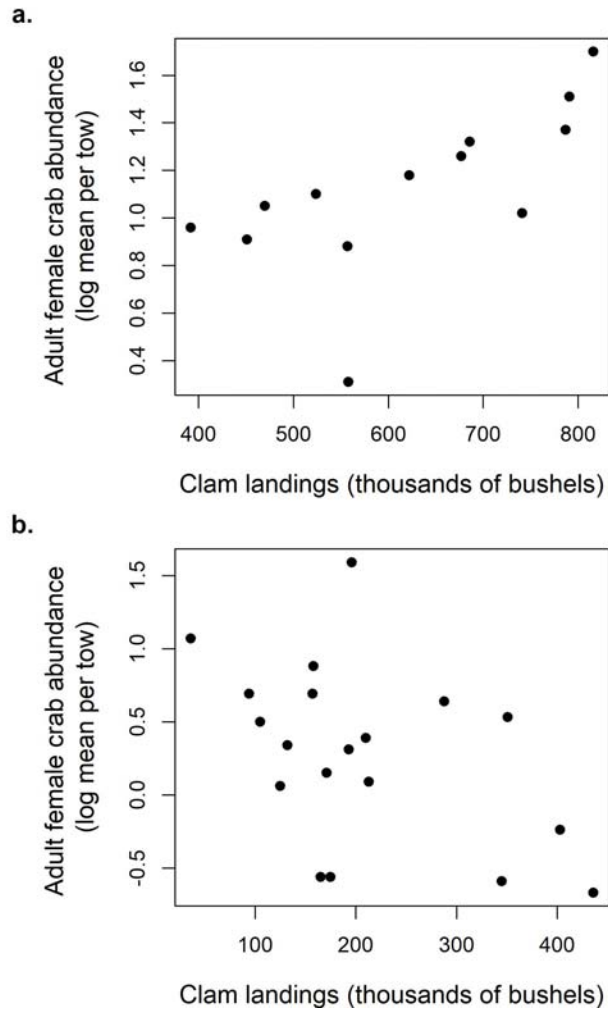 a.
Adult female crab abundance
(log mean per tow)
1.6
1.4
1.2
1.0
0.8
0.6
0.4
400 500 600 700 800
Clam landings (thousands of bushels)
b.
Adult female crab abundance
(log mean per tow)
1.5
1.0
0.5
0.0
-0.5
100 200 300 400
Clam landings (thousands of bushels)